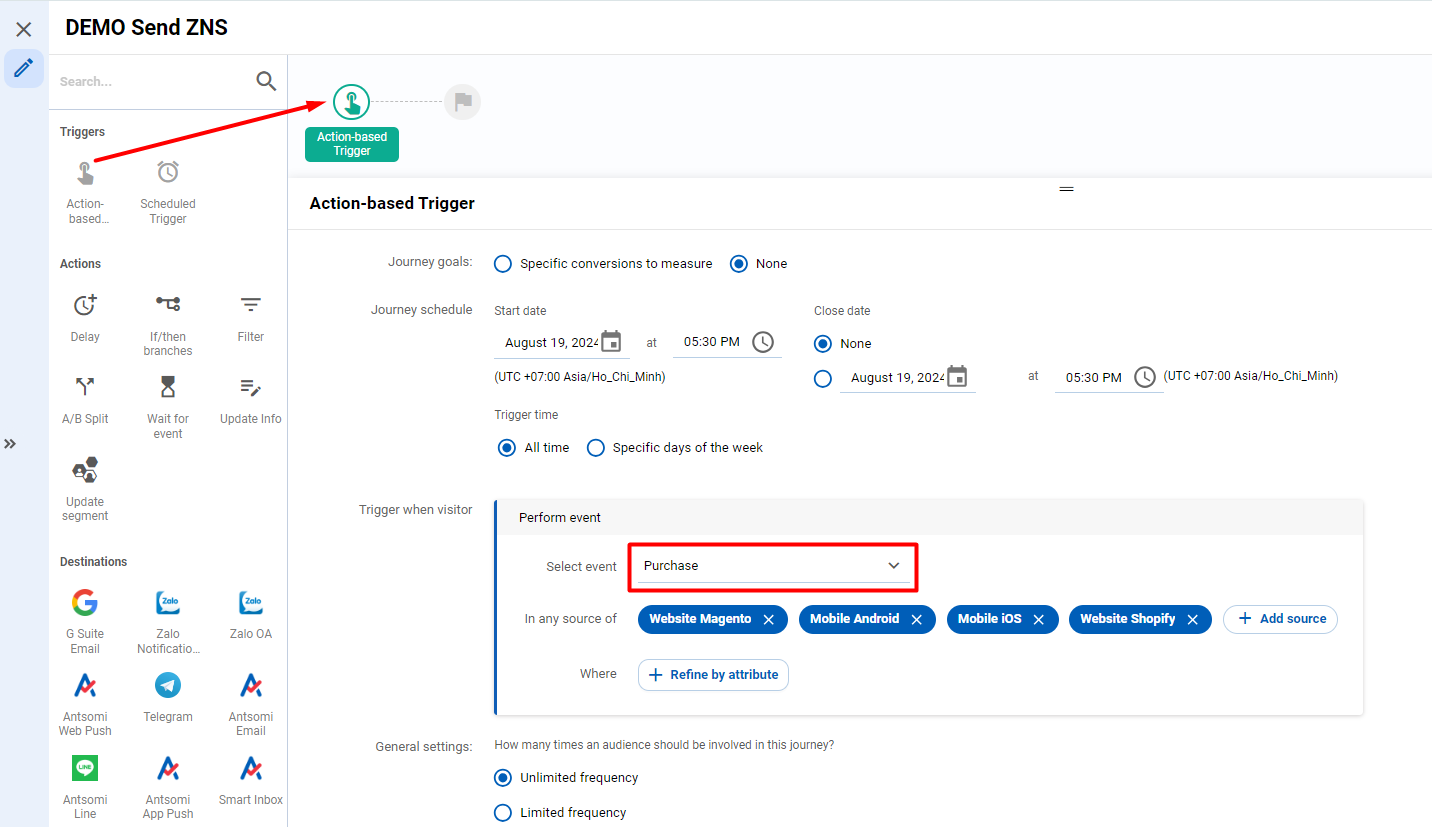 DEMO Send ZNS
Search...
Triggers
Action-
based...
Scheduled
Trigger
Actions
Delay
If/then
branches
Filter
A/B Split
Wait for
event
Update Info
Update
segment
Destinations
G Suite
Email
Zalo
Zalo
Notificatio...
Zalo
Zalo OA
Antsomi
Web Push
Telegram
Antsomi
Email
LINE
Antsomi
Line
Antsomi
App Push
Smart Inbox
Action-based
Trigger
Action-based Trigger
Journey goals:
Specific conversions to measure
None
Journey schedule
Start date
Close date
August 19, 2024
at
05:30 PM
None
(UTC +07:00 Asia/Ho_Chi_Minh)
August 19, 2024
at
05:30 PM
(UTC +07:00 Asia/Ho_Chi_Minh)
Trigger time
All time
Specific days of the week
Trigger when visitor
Perform event
Select event
Purchase
In any source of
Website Magento
Mobile Android
Mobile iOS
Website Shopify
+ Add source
Where
+ Refine by attribute
General settings:
How many times an audience should be involved in this journey?
Unlimited frequency
Limited frequency